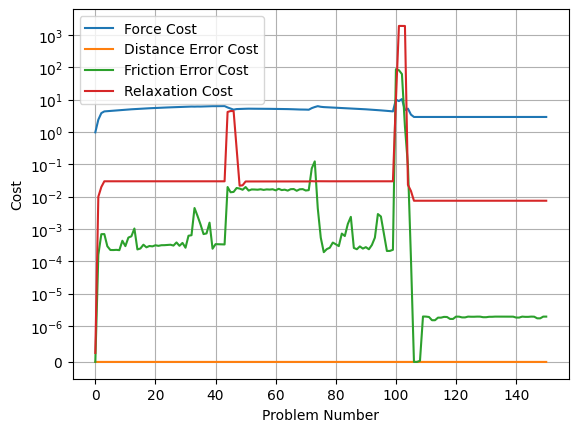 Force Cost
Distance Error Cost
Friction Error Cost
Relaxation Cost
10³
10²
10¹
10⁰
10⁻¹
10⁻²
10⁻³
10⁻⁴
10⁻⁵
10⁻⁶
0
Cost
0 20 40 60 80 100 120 140
Problem Number